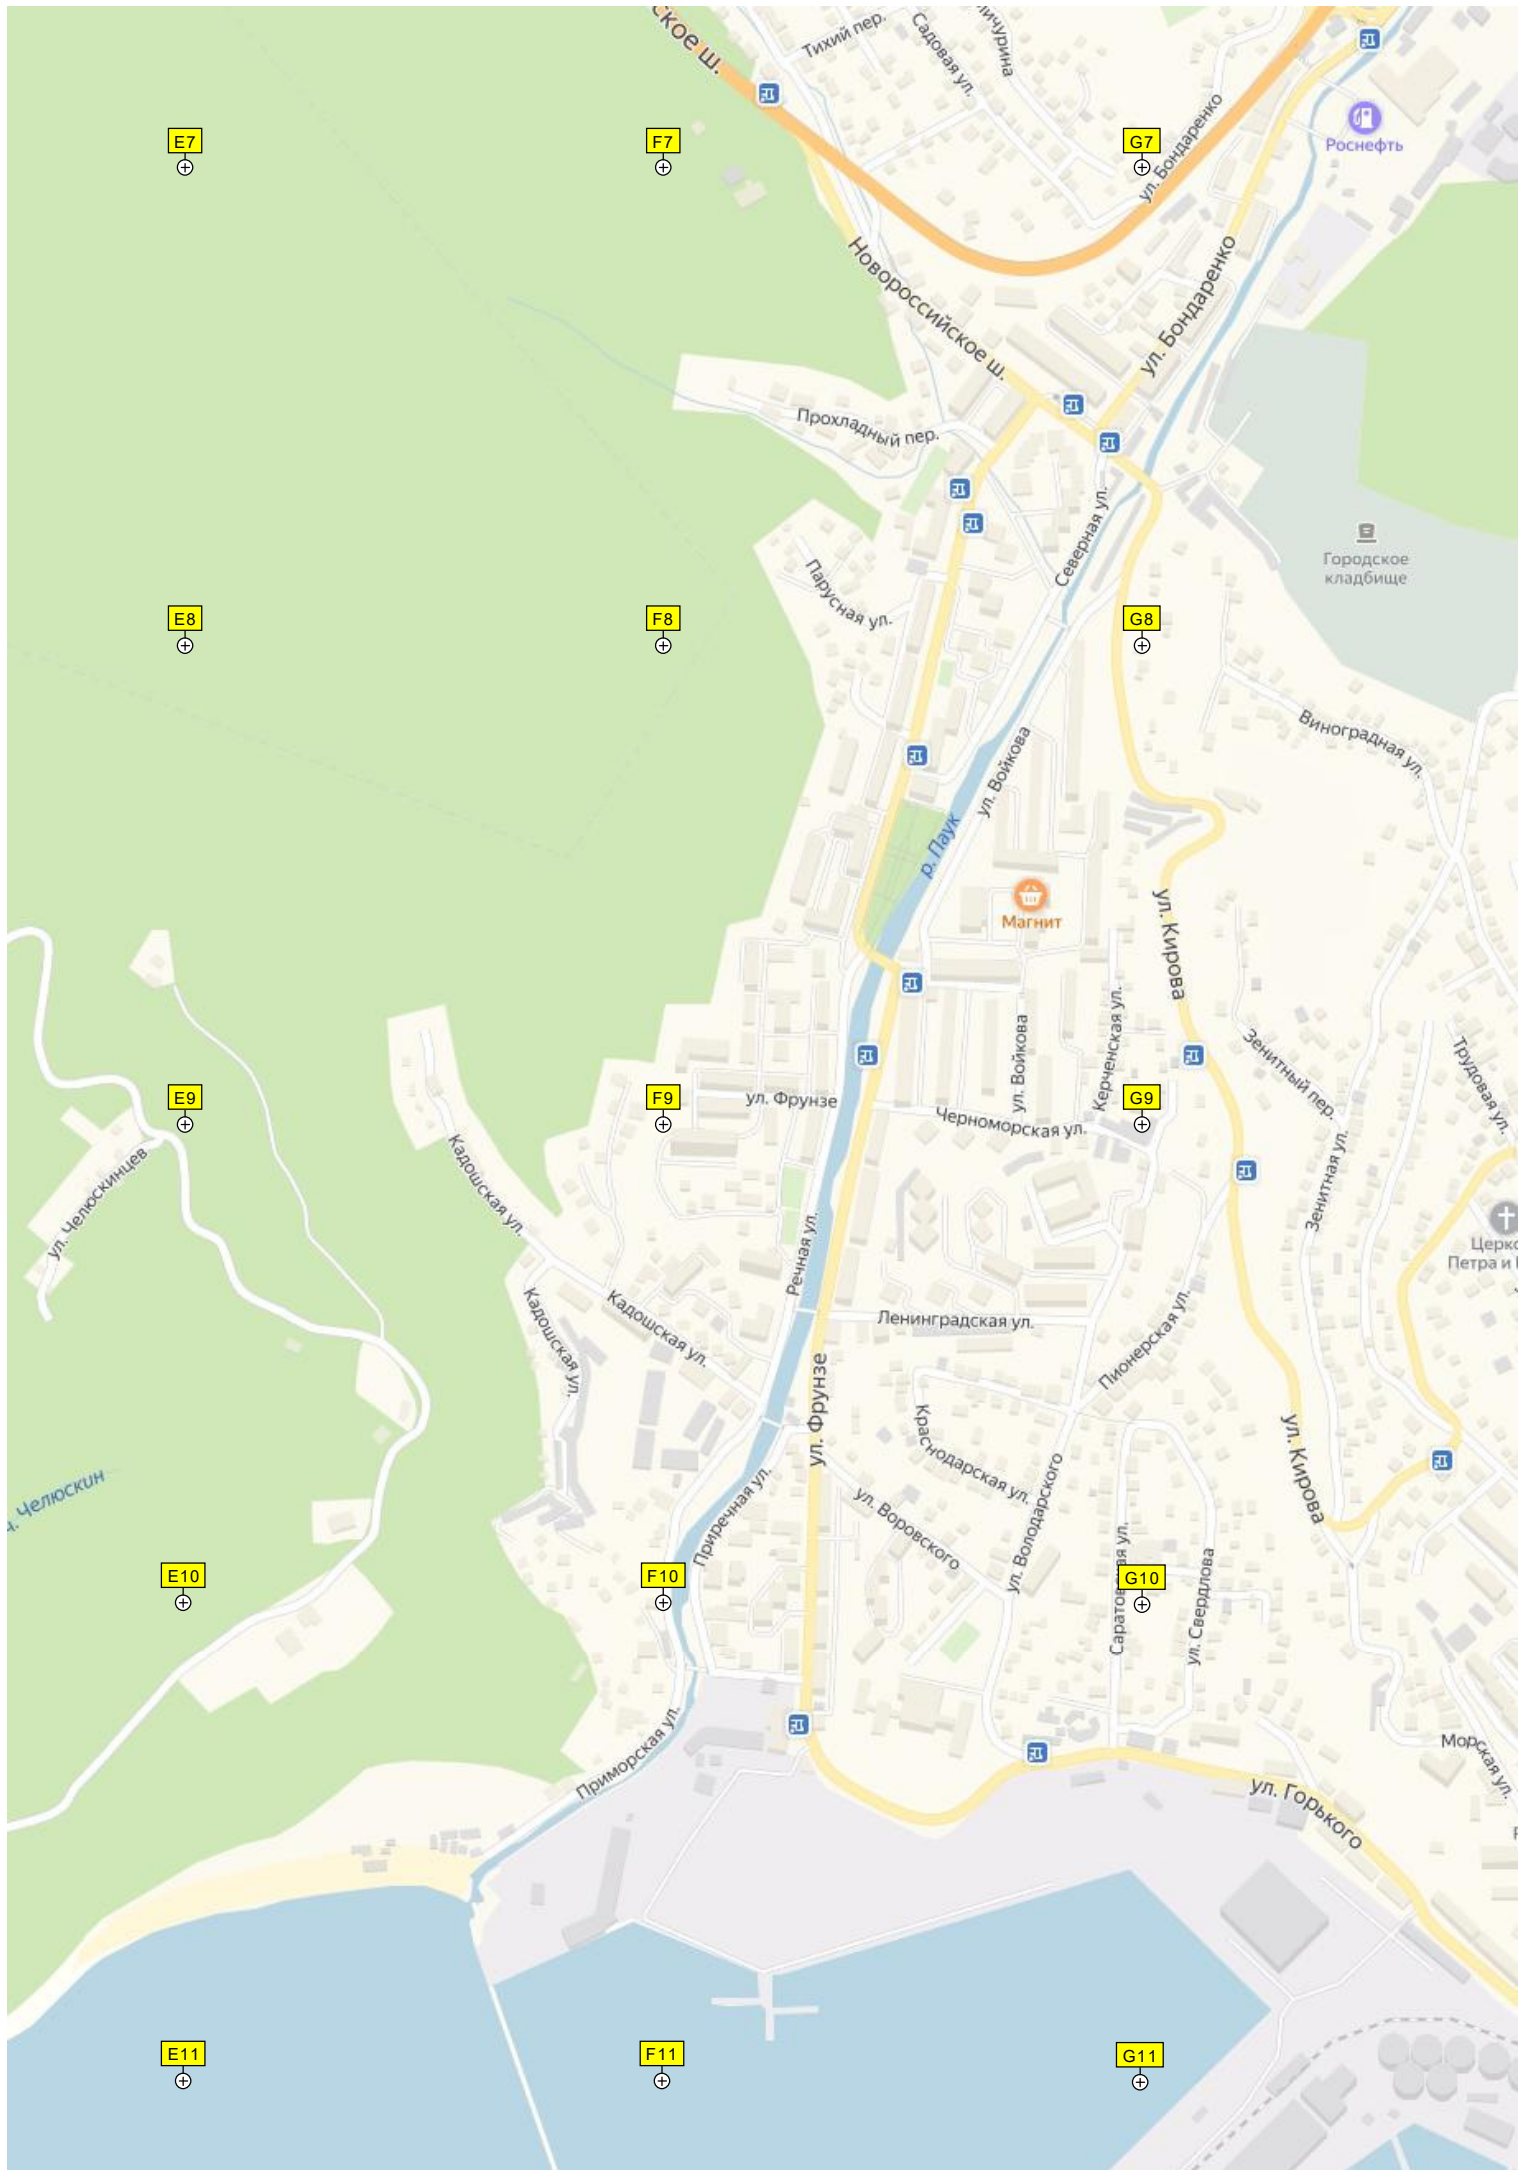 ское ш.
Тихий пер.
Садовая ул.
ичурина
ул. Бондаренко
Роснефть
E7
F7
G7
Новороссийское ш.
ул. Бондаренко
Прохладный пер.
Северная ул.
Городское
кладбище
Парусная ул.
E8
F8
G8
Виноградная ул.
ул. Войкова
р. Паук
Магнит
ул. Кирова
ул. Войкова
Керченская ул.
Зенитный пер.
Трудовая ул.
E9
F9
G9
ул. Фрунзе
Черноморская ул.
ул. Челюскинцев
Кадошская ул.
Зенитная ул.
Речная ул.
Церко
Петра и
Кадошская ул.
Кадошская ул.
Ленинградская ул.
Пионерская ул.
ул. Фрунзе
Краснодарская ул.
ул. Кирова
ч. Челюскин
Приречная ул.
ул. Воровского
ул. Володарского
Саратовская ул.
ул. Свердлова
E10
F10
G10
Приморская ул.
Морская ул.
ул. Горького
E11
F11
G11